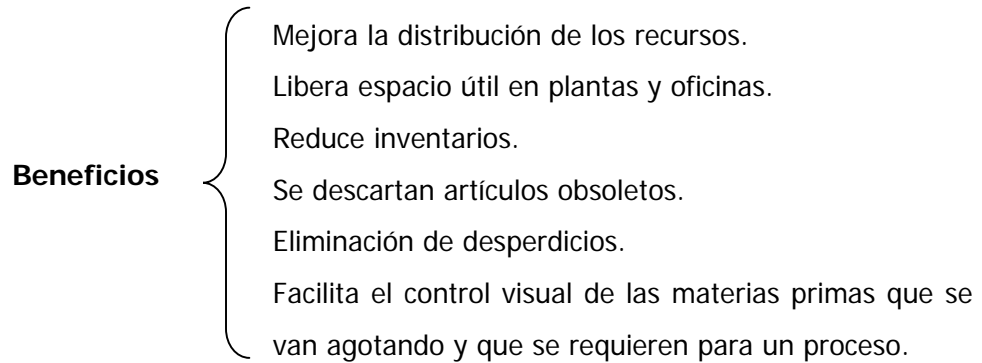 Beneficios
Mejora la distribución de los recursos.
Libera espacio útil en plantas y oficinas.
Reduce inventarios.
Se descartan artículos obsoletos.
Eliminación de desperdicios.
Facilita el control visual de las materias primas que se
van agotando y que se requieren para un proceso.